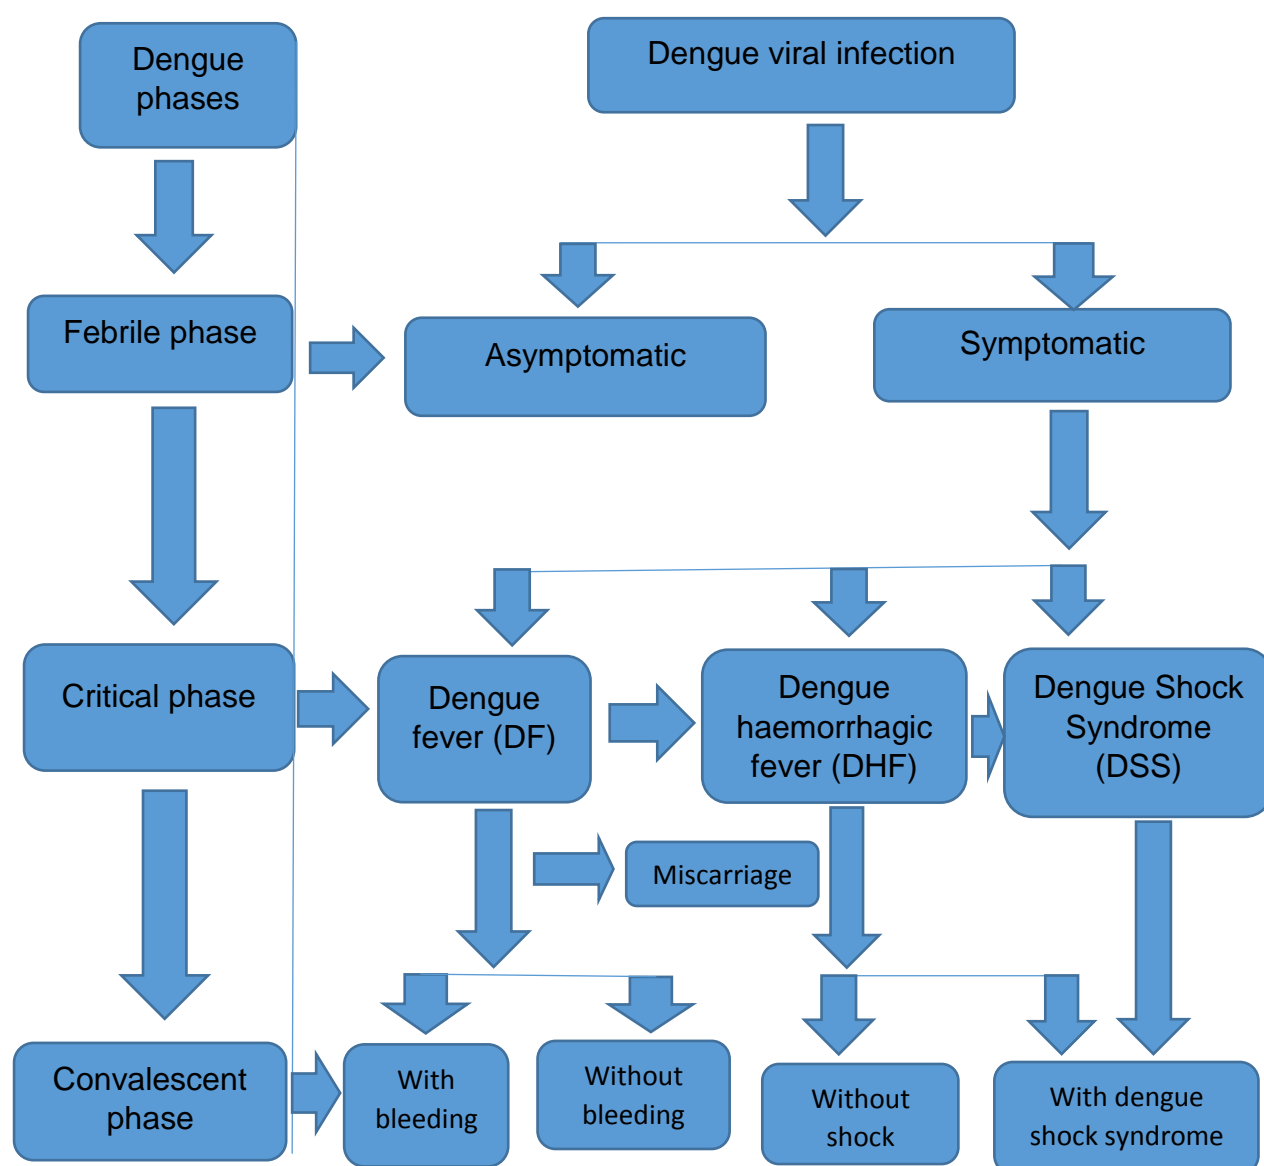 Dengue
phases
Dengue viral infection
Febrile phase
Asymptomatic
Symptomatic
Critical phase
Dengue
fever (DF)
Dengue
haemorrhagic
fever (DHF)
Dengue Shock
Syndrome
(DSS)
Miscarriage
Convalescent
phase
With
bleeding
Without
bleeding
Without
shock
With dengue
shock syndrome